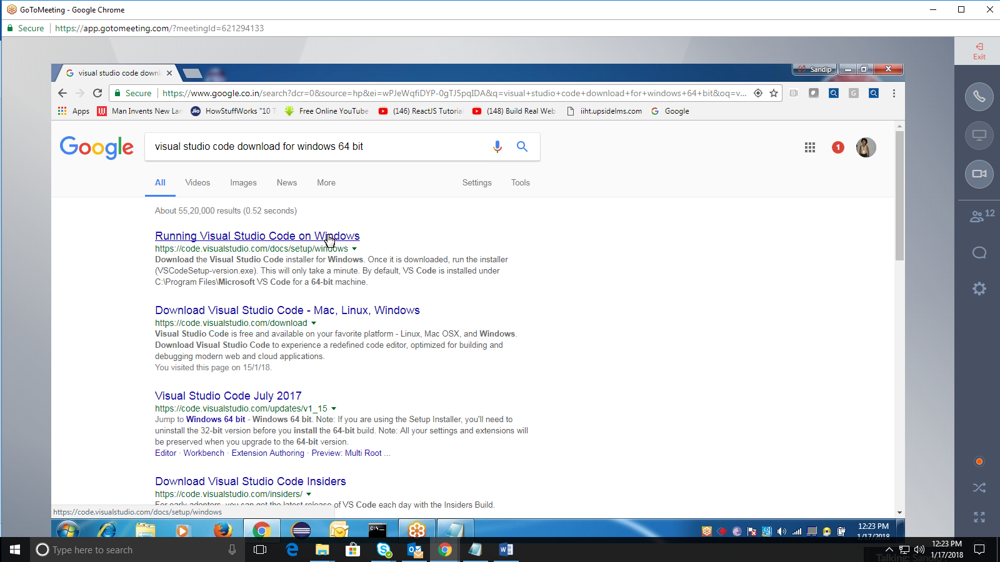 GoToMeeting - Google Chrome
Secure https://app.gotomeeting.com/?meetingId=621294133
Exit
visual studio code down
Sandip
Secure https://www.google.co.in/search?dcr=0&source=hp&ei=wPJeWqfiDYP-0gTJ5pqIDA&q=visual+studio+code+download+for+windows+64+bit&oq=v...
Apps Man Invents New Lan HowStuffWorks "10 T Free Online YouTube (146) ReactJS Tutoria (148) Build Real Web iiht.upsidelms.com Google
Google visual studio code download for windows 64 bit
1
All Videos Images News More Settings Tools
About 55,20,000 results (0.52 seconds)
Running Visual Studio Code on Windows
https://code.visualstudio.com/docs/setup/windows
Download the Visual Studio Code installer for Windows. Once it is downloaded, run the installer
(VSCodeSetup-version.exe). This will only take a minute. By default, VS Code is installed under
C:\Program Files\Microsoft VS Code for a 64-bit machine.
Download Visual Studio Code - Mac, Linux, Windows
https://code.visualstudio.com/download
Visual Studio Code is free and available on your favorite platform - Linux, Mac OSX, and Windows.
Download Visual Studio Code to experience a redefined code editor, optimized for building and
debugging modern web and cloud applications.
You visited this page on 15/1/18.
Visual Studio Code July 2017
https://code.visualstudio.com/updates/v1_15
Jump to Windows 64 bit - Windows 64 bit. Note: If you are using the Setup Installer, you'll need to
uninstall the 32-bit version before you install the 64-bit build. Note: All your settings and extensions will
be preserved when you upgrade to the 64-bit version.
Editor · Workbench · Extension Authoring · Preview: Multi Root ...
Download Visual Studio Code Insiders
https://code.visualstudio.com/insiders/
For early adopters, you can get the latest release of VS Code each day with the Insiders Build.
https://code.visualstudio.com/docs/setup/windows
12
12:23 PM
1/17/2018
Type here to search
12:23 PM
1/17/2018
Talking: Sandip